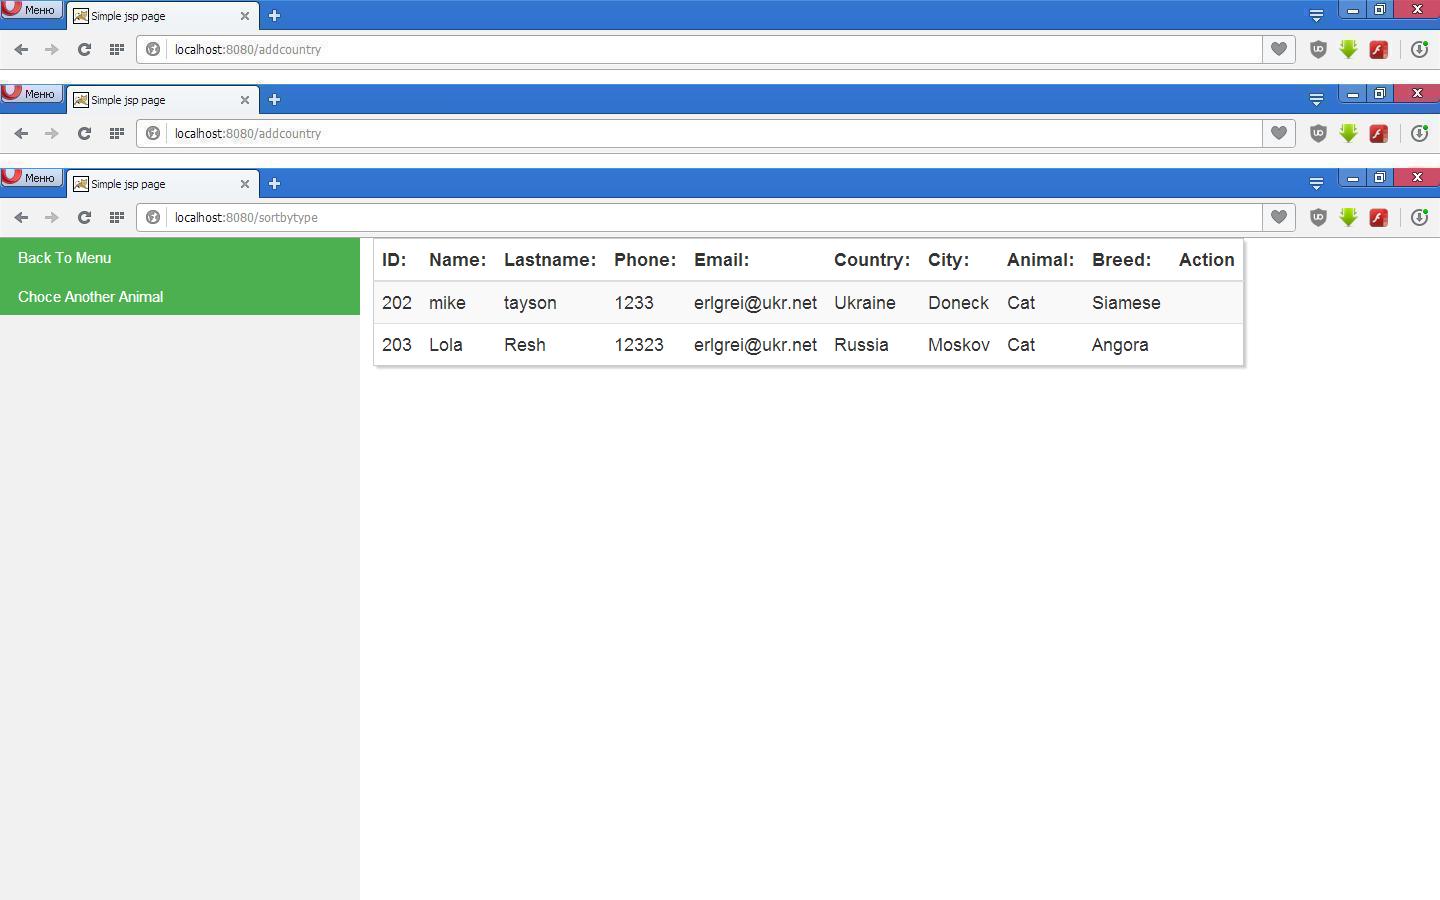 Меню Simple jsp page
localhost:8080/addcountry
Меню Simple jsp page
localhost:8080/addcountry
Меню Simple jsp page
localhost:8080/sortbytype
Back To Menu
Choce Another Animal
ID: Name: Lastname: Phone: Email: Country: City: Animal: Breed: Action
202 mike tayson 1233 erlgrei@ukr.net Ukraine Doneck Cat Siamese
203 Lola Resh 12323 erlgrei@ukr.net Russia Moskov Cat Angora